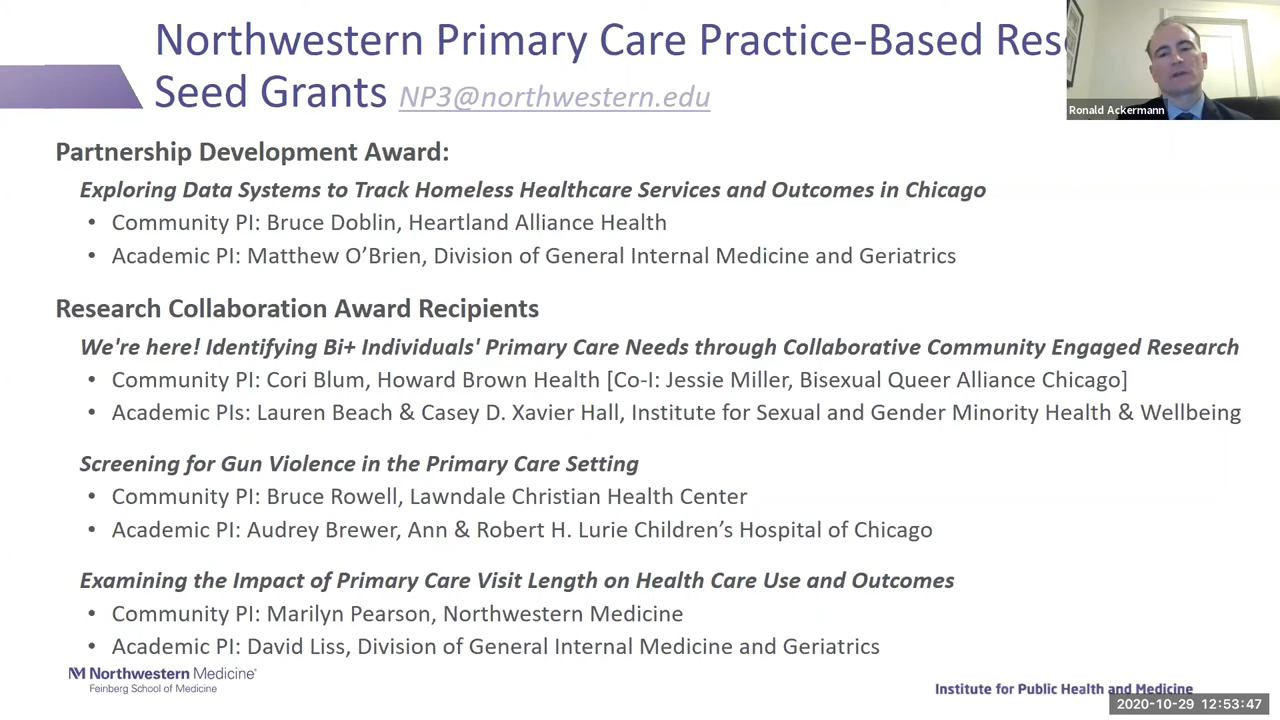 Northwestern Primary Care Practice-Based
Seed Grants NP3@northwestern.edu
Ronald Ackermann
Partnership Development Award:
Exploring Data Systems to Track Homeless Healthcare Services and Outcomes in Chicago
• Community PI: Bruce Doblin, Heartland Alliance Health
• Academic PI: Matthew O’Brien, Division of General Internal Medicine and Geriatrics
Research Collaboration Award Recipients
We're here! Identifying Bi+ Individuals' Primary Care Needs through Collaborative Community Engaged Research
• Community PI: Cori Blum, Howard Brown Health [Co-I: Jessie Miller, Bisexual Queer Alliance Chicago]
• Academic PIs: Lauren Beach & Casey D. Xavier Hall, Institute for Sexual and Gender Minority Health & Wellbeing
Screening for Gun Violence in the Primary Care Setting
• Community PI: Bruce Rowell, Lawndale Christian Health Center
• Academic PI: Audrey Brewer, Ann & Robert H. Lurie Children’s Hospital of Chicago
Examining the Impact of Primary Care Visit Length on Health Care Use and Outcomes
• Community PI: Marilyn Pearson, Northwestern Medicine
• Academic PI: David Liss, Division of General Internal Medicine and Geriatrics
NM Northwestern Medicine®
Feinberg School of Medicine
Institute for Public Health and Medicine
2020-10-29 12:53:47